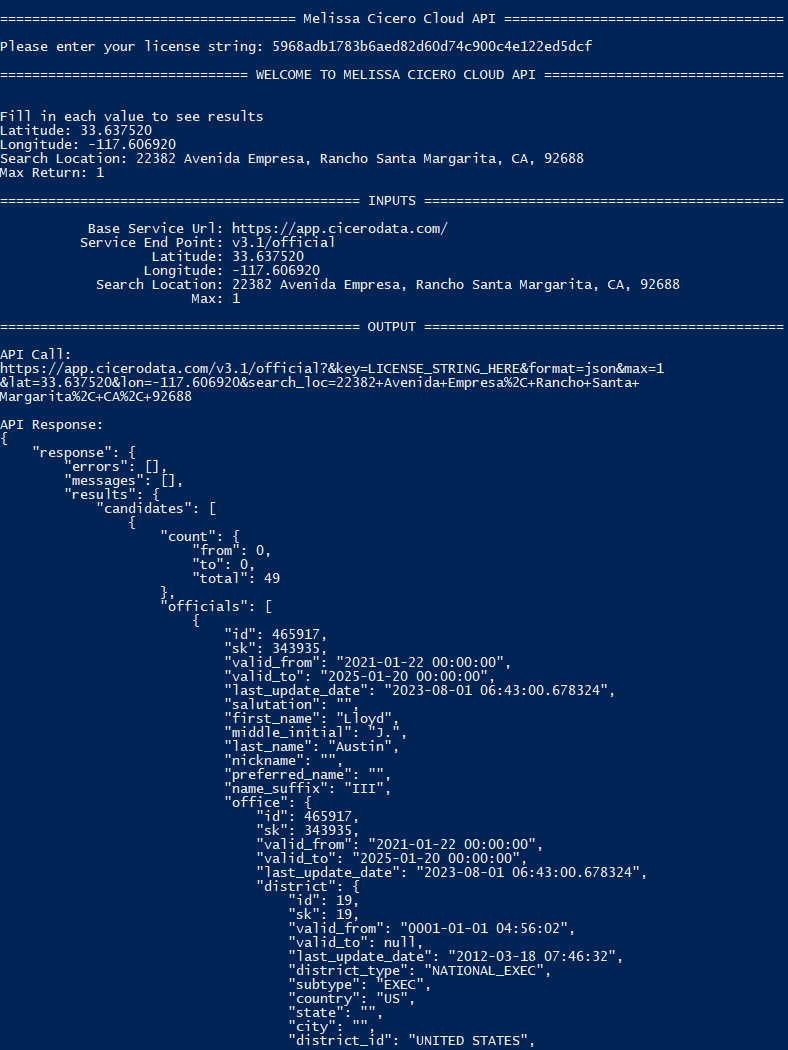 ===================================== Melissa Cicero Cloud API ===================================
Please enter your license string: 5968adb1783b6aed82d60d74c900c4e122ed5dcf
=============================== WELCOME TO MELISSA CICERO CLOUD API ==============================
Fill in each value to see results
Latitude: 33.637520
Longitude: -117.606920
Search Location: 22382 Avenida Empresa, Rancho Santa Margarita, CA, 92688
Max Return: 1
============================================= INPUTS =============================================
Base Service Url: https://app.cicerodata.com/
Service End Point: v3.1/official
Latitude: 33.637520
Longitude: -117.606920
Search Location: 22382 Avenida Empresa, Rancho Santa Margarita, CA, 92688
Max: 1
============================================= OUTPUT =============================================
API Call:
https://app.cicerodata.com/v3.1/official?&key=LICENSE_STRING_HERE&format=json&max=1
&lat=33.637520&lon=-117.606920&search_loc=22382+Avenida+Empresa%2C+Rancho+Santa+
Margarita%2C+CA%2C+92688
API Response:
{
    "response": {
        "errors": [],
        "messages": [],
        "results": {
            "candidates": [
                {
                    "count": {
                        "from": 0,
                        "to": 0,
                        "total": 49
                    },
                    "officials": [
                        {
                            "id": 465917,
                            "sk": 343935,
                            "valid_from": "2021-01-22 00:00:00",
                            "valid_to": "2025-01-20 00:00:00",
                            "last_update_date": "2023-08-01 06:43:00.678324",
                            "salutation": "",
                            "first_name": "Lloyd",
                            "middle_initial": "J.",
                            "last_name": "Austin",
                            "nickname": "",
                            "preferred_name": "",
                            "name_suffix": "III",
                            "office": {
                                "id": 465917,
                                "sk": 343935,
                                "valid_from": "2021-01-22 00:00:00",
                                "valid_to": "2025-01-20 00:00:00",
                                "last_update_date": "2023-08-01 06:43:00.678324",
                                "district": {
                                    "id": 19,
                                    "sk": 19,
                                    "valid_from": "0001-01-01 04:56:02",
                                    "valid_to": null,
                                    "last_update_date": "2012-03-18 07:46:32",
                                    "district_type": "NATIONAL_EXEC",
                                    "subtype": "EXEC",
                                    "country": "US",
                                    "state": "",
                                    "city": "",
                                    "district_id": "UNITED STATES",